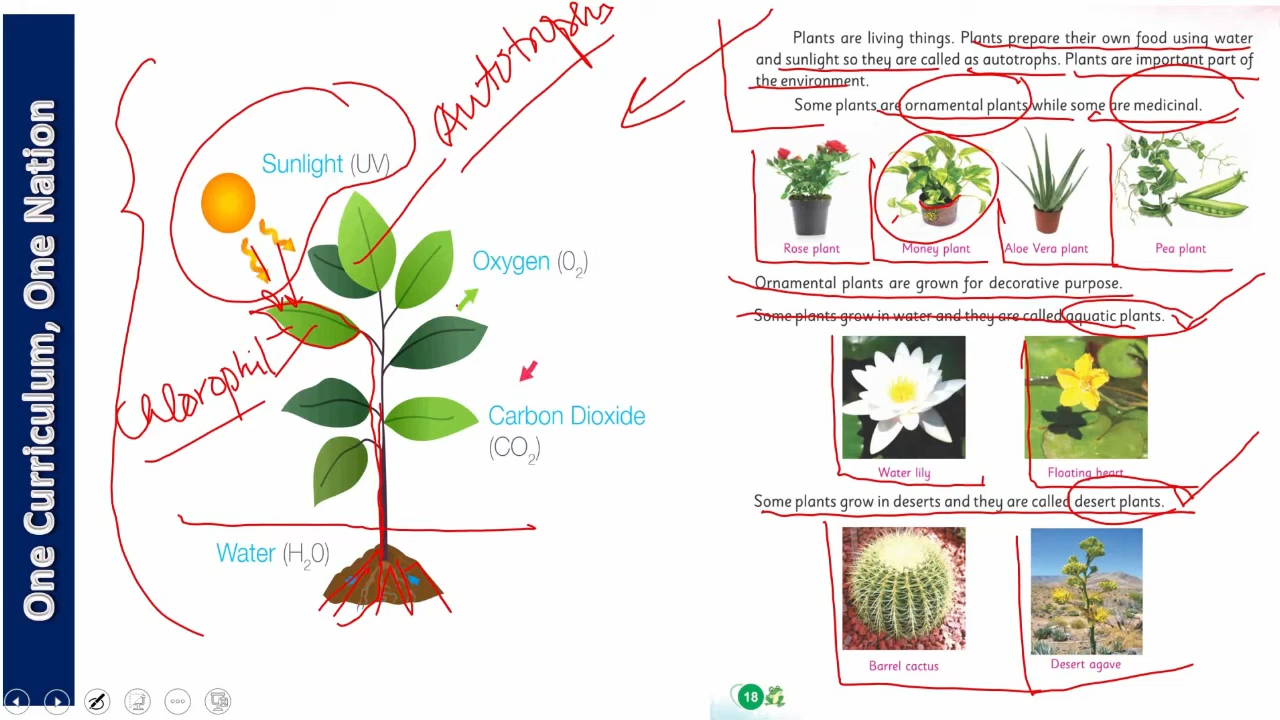 One Curriculum, One Nation
Autotrophs
Sunlight (UV)
Oxygen (O₂)
Chlorophil
Carbon Dioxide
(CO₂)
Water (H₂O)
Plants are living things. Plants prepare their own food using water
and sunlight so they are called as autotrophs. Plants are important part of
the environment.
Some plants are ornamental plants while some are medicinal.
Rose plant
Money plant
Aloe Vera plant
Pea plant
Ornamental plants are grown for decorative purpose.
Some plants grow in water and they are called aquatic plants.
Water lily
Floating heart
Some plants grow in deserts and they are called desert plants.
Barrel cactus
Desert agave
18